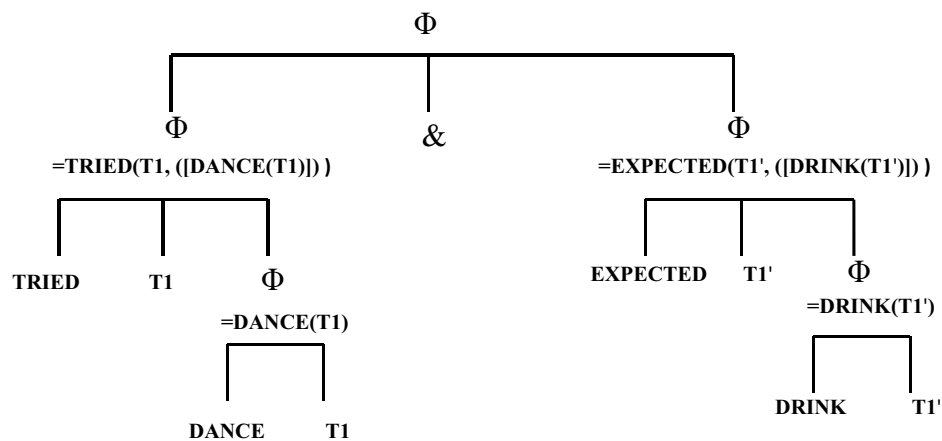 Φ
Φ & Φ
=TRIED(T1, ([DANCE(T1)]) ) =EXPECTED(T1', ([DRINK(T1')]) )
TRIED T1 Φ EXPECTED T1' Φ
=DANCE(T1) =DRINK(T1')
DANCE T1 DRINK T1'